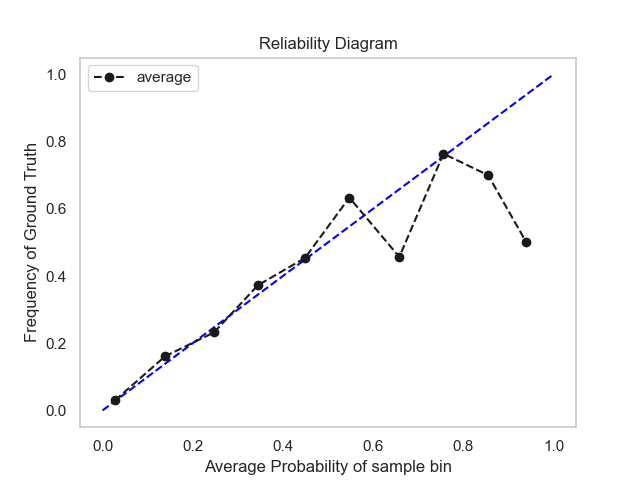 Reliability Diagram
average
Frequency of Ground Truth
1.0
0.8
0.6
0.4
0.2
0.0
0.0 0.2 0.4 0.6 0.8 1.0
Average Probability of sample bin